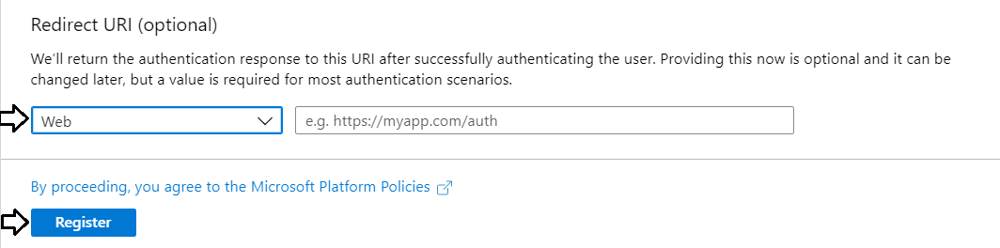 Redirect URI (optional)
We'll return the authentication response to this URI after successfully authenticating the user. Providing this now is optional and it can be
changed later, but a value is required for most authentication scenarios.
Web
e.g. https://myapp.com/auth
By proceeding, you agree to the Microsoft Platform Policies
Register